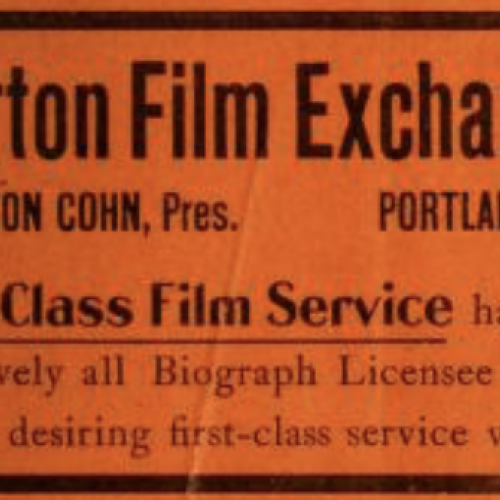 rton Film Excha
ON COHN, Pres. PORTLA
Class Film Service ha
vely all Biograph Licensee
desiring first-class service w